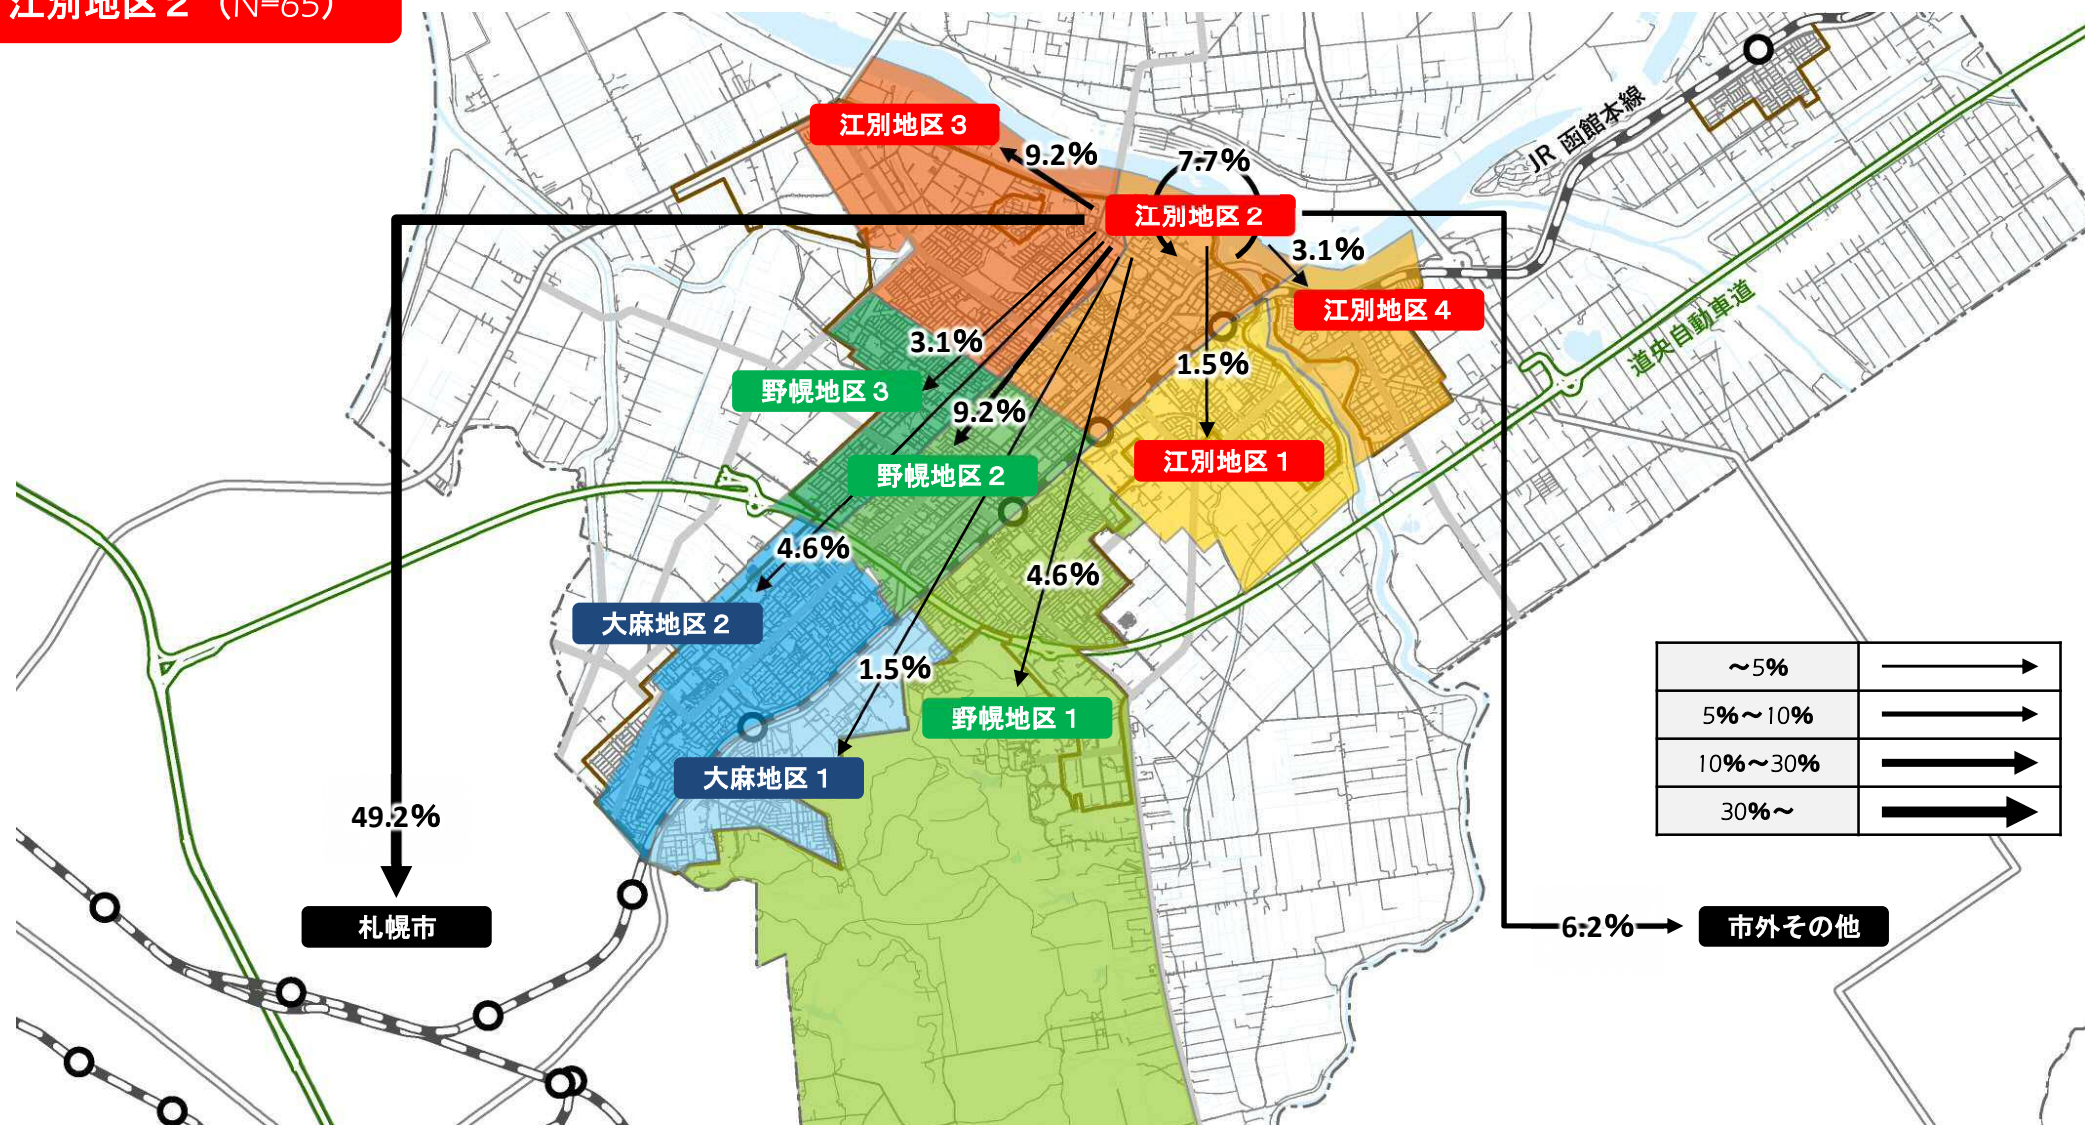 江別地区２（N=65）
江別地区３
9.2%
7.7%
江別地区２
3.1%
江別地区４
JR 函館本線
道央自動車道
3.1%
1.5%
野幌地区３
9.2%
江別地区１
野幌地区２
4.6%
4.6%
大麻地区２
1.5%
野幌地区１
大麻地区１
～5%
5%～10%
10%～30%
30%～
49.2%
札幌市
6.2%
市外その他